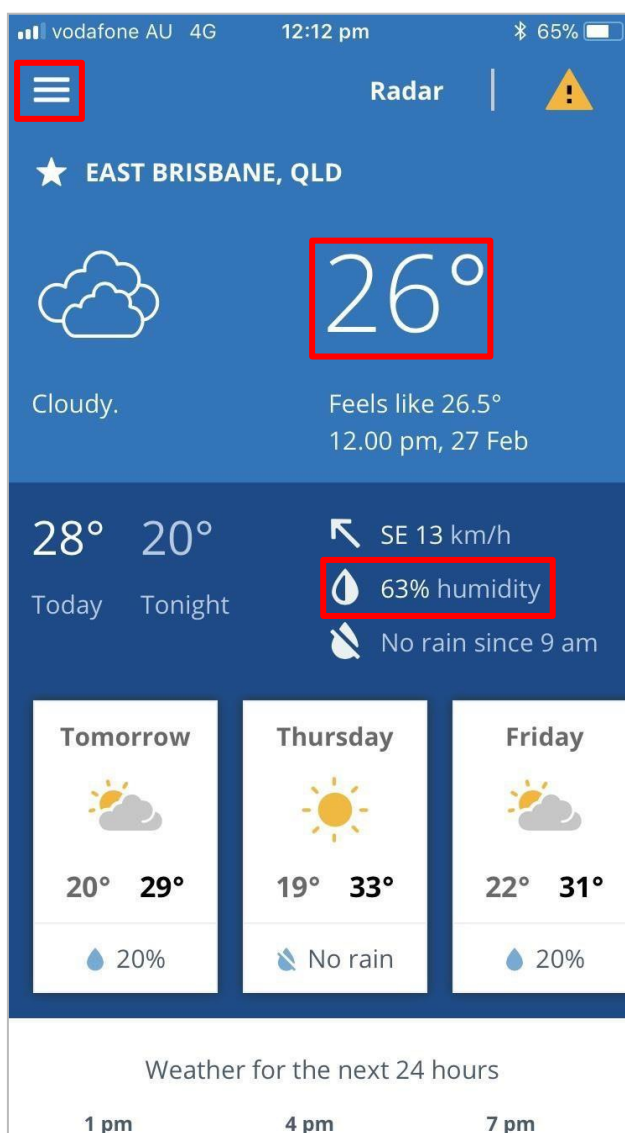 vodafone AU 4G 12:12 pm 65%
Radar
EAST BRISBANE, QLD
26°
Cloudy.
Feels like 26.5°
12.00 pm, 27 Feb
28° 20°
Today Tonight
SE 13 km/h
63% humidity
No rain since 9 am
Tomorrow Thursday Friday
20° 29° 19° 33° 22° 31°
20% No rain 20%
Weather for the next 24 hours
1 pm 4 pm 7 pm